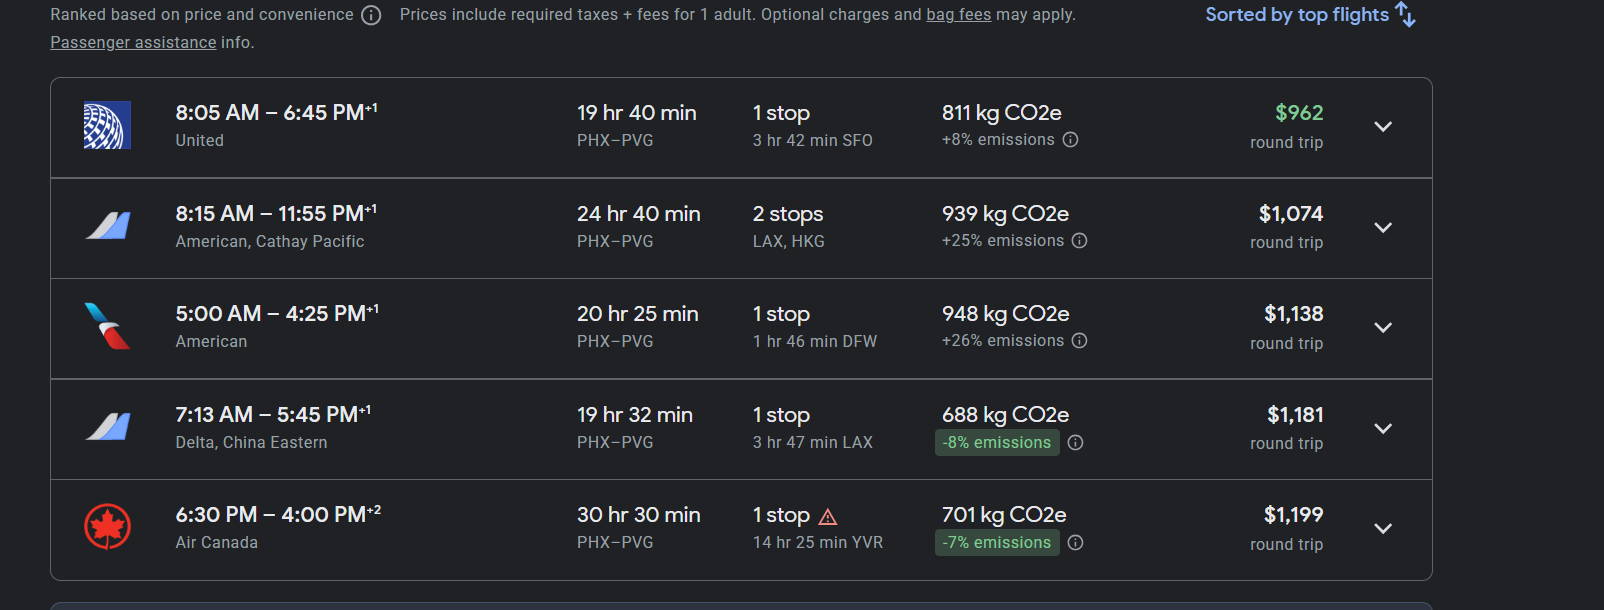 Ranked based on price and convenience Prices include required taxes + fees for 1 adult. Optional charges and bag fees may apply.
Sorted by top flights
Passenger assistance info.
8:05 AM – 6:45 PM+1
United
19 hr 40 min
PHX–PVG
1 stop
3 hr 42 min SFO
811 kg CO2e
+8% emissions
$962
round trip
8:15 AM – 11:55 PM+1
American, Cathay Pacific
24 hr 40 min
PHX–PVG
2 stops
LAX, HKG
939 kg CO2e
+25% emissions
$1,074
round trip
5:00 AM – 4:25 PM+1
American
20 hr 25 min
PHX–PVG
1 stop
1 hr 46 min DFW
948 kg CO2e
+26% emissions
$1,138
round trip
7:13 AM – 5:45 PM+1
Delta, China Eastern
19 hr 32 min
PHX–PVG
1 stop
3 hr 47 min LAX
688 kg CO2e
-8% emissions
$1,181
round trip
6:30 PM – 4:00 PM+2
Air Canada
30 hr 30 min
PHX–PVG
1 stop
14 hr 25 min YVR
701 kg CO2e
-7% emissions
$1,199
round trip